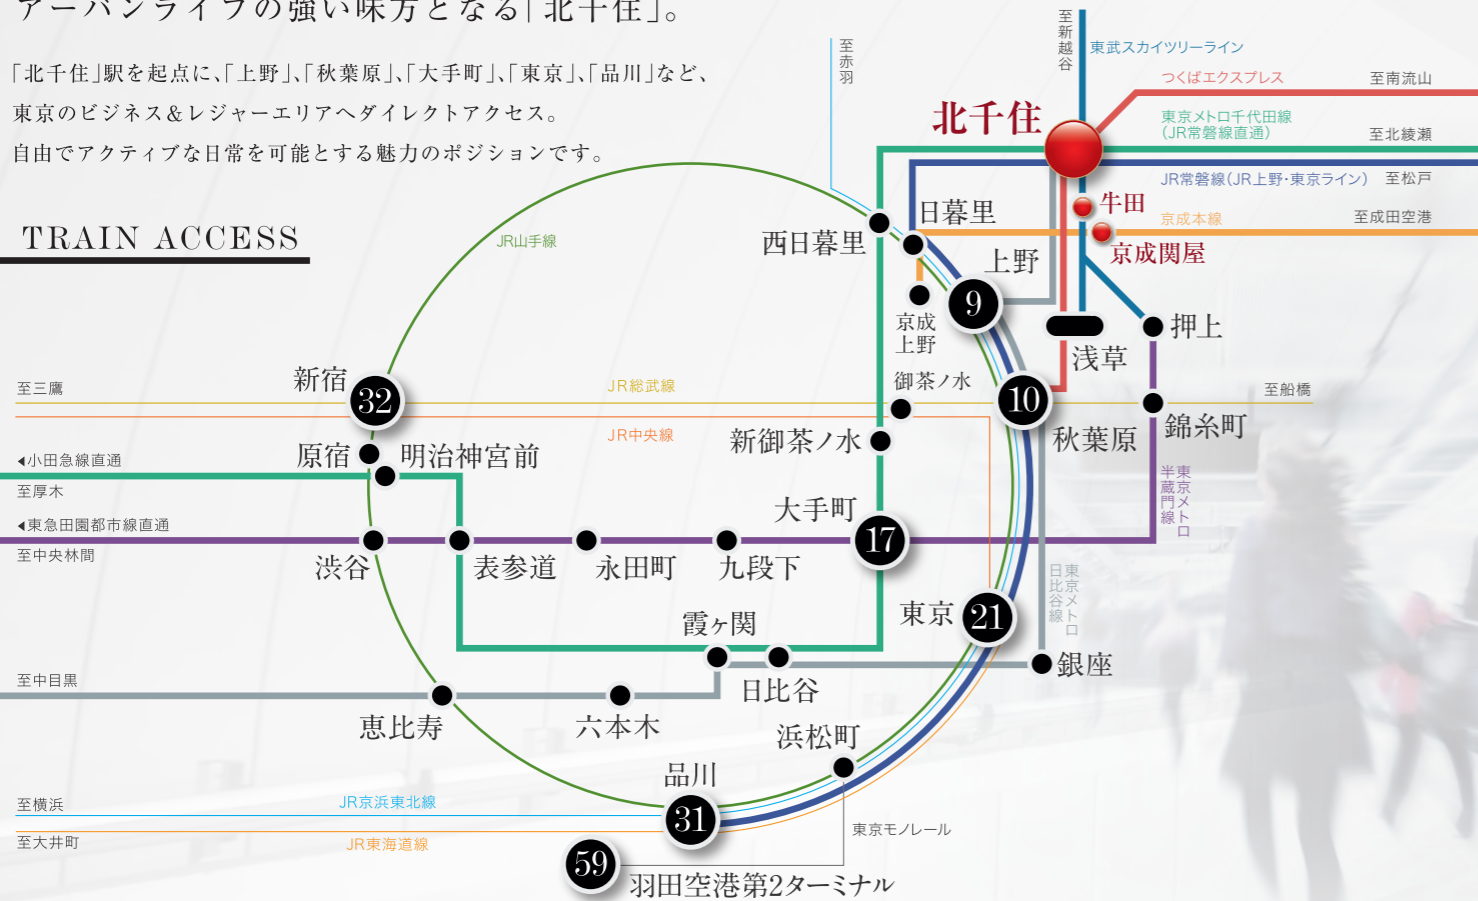 アーバンライフの強い味方となる「北千住」。
「北千住」駅を起点に、「上野」、「秋葉原」、「大手町」、「東京」、「品川」など、
東京のビジネス&レジャーエリアへダイレクトアクセス。
自由でアクティブな日常を可能とする魅力のポジションです。
TRAIN ACCESS
至赤羽
至新越谷
東武スカイツリーライン
つくばエクスプレス
至南流山
北千住
東京メトロ千代田線
(JR常磐線直通)
至北綾瀬
JR常磐線(JR上野・東京ライン)
至松戸
牛田
京成本線
至成田空港
京成関屋
日暮里
西日暮里
JR山手線
上野
9
京成
上野
浅草
押上
御茶ノ水
新宿
32
至三鷹
JR総武線
至船橋
10
秋葉原
錦糸町
JR中央線
新御茶ノ水
原宿
明治神宮前
◀小田急線直通
至厚木
東京メトロ
半蔵門線
大手町
17
◀東急田園都市線直通
至中央林間
渋谷
表参道
永田町
九段下
東京メトロ
日比谷線
東京
21
霞ヶ関
日比谷
銀座
至中目黒
恵比寿
六本木
浜松町
品川
31
至横浜
JR京浜東北線
至大井町
JR東海道線
東京モノレール
59
羽田空港第2ターミナル